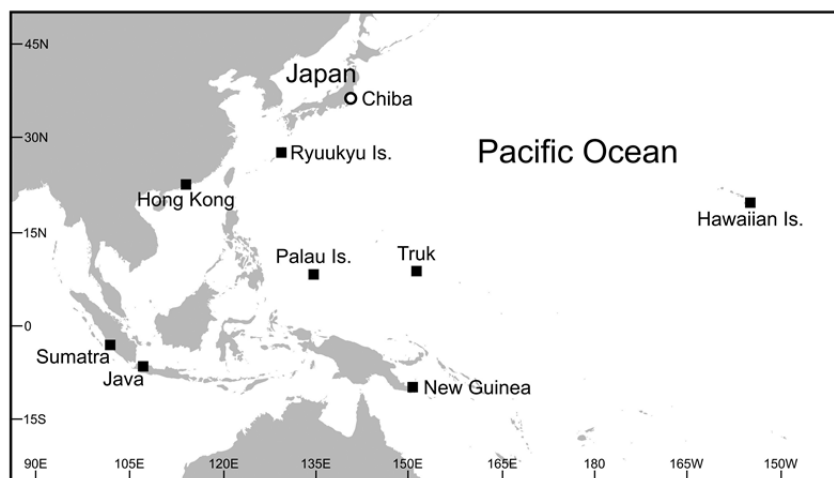 45N
Japan
Chiba
30N
Ryuukyu Is.
Pacific Ocean
Hong Kong
Hawaiian Is.
15N
Palau Is.
Truk
0
Sumatra
Java
New Guinea
15S
90E 105E 120E 135E 150E 165E 180 165W 150W